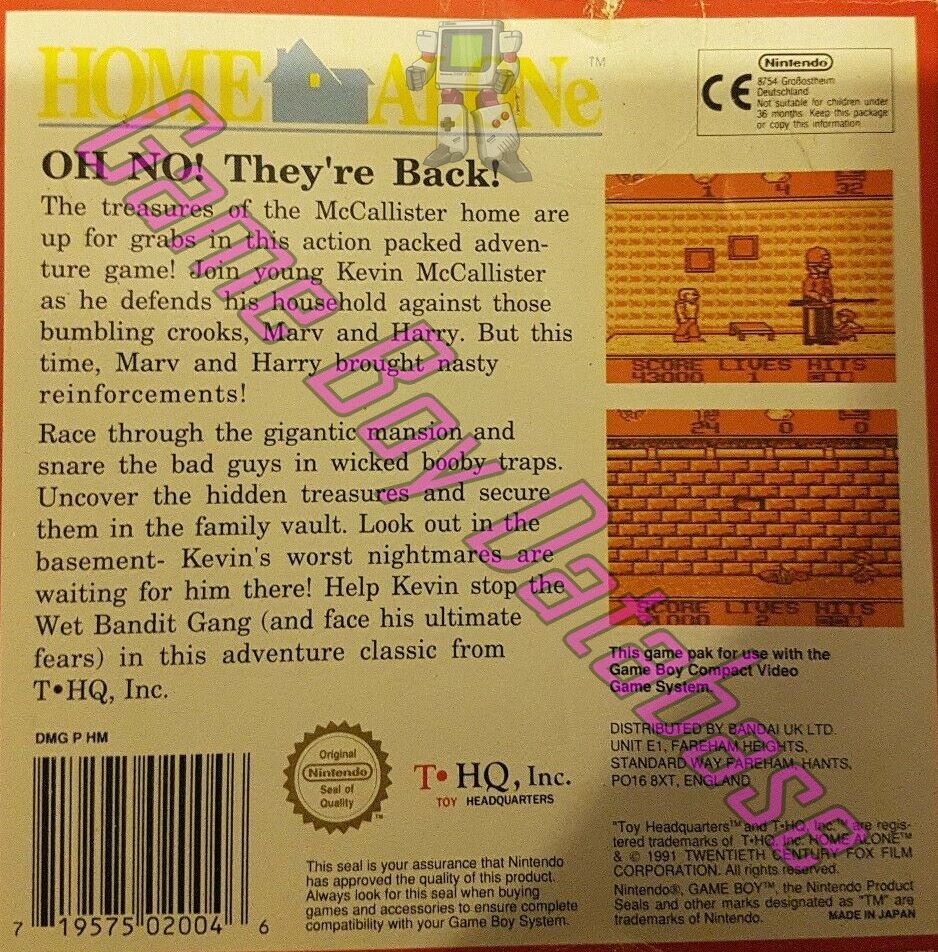 HOME ALONe™
Nintendo
8754 Großostheim
Deutschland
Not suitable for children under
36 months. Keep this package
or copy this information
CE
OH NO! They're Back!
The treasures of the McCallister home are
up for grabs in this action packed adven-
ture game! Join young Kevin McCallister
as he defends his household against those
bumbling crooks, Marv and Harry. But this
time, Marv and Harry brought nasty
reinforcements!
Race through the gigantic mansion and
snare the bad guys in wicked booby traps.
Uncover the hidden treasures and secure
them in the family vault. Look out in the
basement- Kevin's worst nightmares are
waiting for him there! Help Kevin stop the
Wet Bandit Gang (and face his ultimate
fears) in this adventure classic from
T•HQ, Inc.
1 4 32
SCORE LIVES HITS
43000 1
24 0 0
SCORE LIVES HITS
2
This game pak for use with the
Game Boy Compact Video
Game System.
DISTRIBUTED BY BANDAI UK LTD.
UNIT E1, FAREHAM HEIGHTS,
STANDARD WAY PAREHAM, HANTS,
PO16 8XT, ENGLAND
DMG P HM
7 19575 02004 6
Original
Nintendo
Seal of
Quality
™
T•HQ, Inc.
TOY HEADQUARTERS
This seal is your assurance that Nintendo
has approved the quality of this product.
Always look for this seal when buying
games and accessories to ensure complete
compatibility with your Game Boy System.
"Toy Headquarters™ and T•HQ, Inc.™ are regis-
tered trademarks of T•HQ, Inc. HOME ALONE™
& © 1991 TWENTIETH CENTURY FOX FILM
CORPORATION. All rights reserved.
Nintendo®, GAME BOY™, the Nintendo Product
Seals and other marks designated as "TM" are
trademarks of Nintendo.
MADE IN JAPAN
Game Boy Database